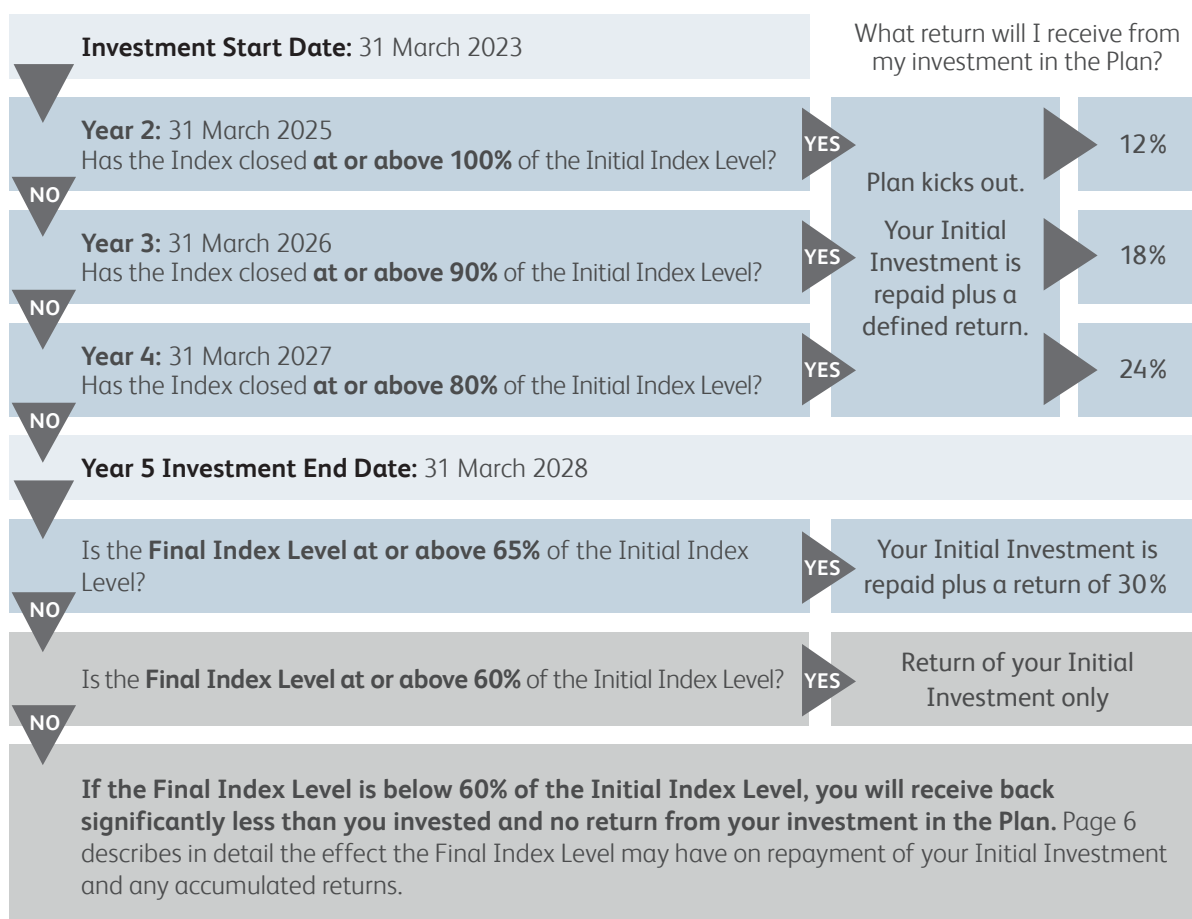 Investment Start Date: 31 March 2023
What return will I receive from
my investment in the Plan?
Year 2: 31 March 2025
Has the Index closed at or above 100% of the Initial Index Level?
YES
12%
NO
Year 3: 31 March 2026
Has the Index closed at or above 90% of the Initial Index Level?
YES
18%
NO
Year 4: 31 March 2027
Has the Index closed at or above 80% of the Initial Index Level?
YES
24%
Plan kicks out.
Your Initial
Investment is
repaid plus a
defined return.
NO
Year 5 Investment End Date: 31 March 2028
Is the Final Index Level at or above 65% of the Initial Index
Level?
YES
Your Initial Investment is
repaid plus a return of 30%
NO
Is the Final Index Level at or above 60% of the Initial Index Level?
YES
Return of your Initial
Investment only
NO
If the Final Index Level is below 60% of the Initial Index Level, you will receive back
significantly less than you invested and no return from your investment in the Plan. Page 6
describes in detail the effect the Final Index Level may have on repayment of your Initial Investment
and any accumulated returns.